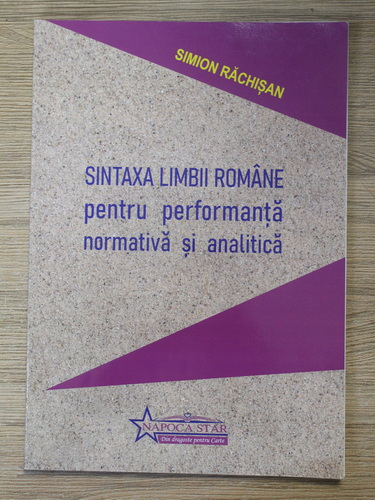 SIMION RĂCHIȘAN
SINTAXA LIMBII ROMÂNE
pentru performanță
normativă și analitică
NAPOCA STAR
Din dragoste pentru Carte